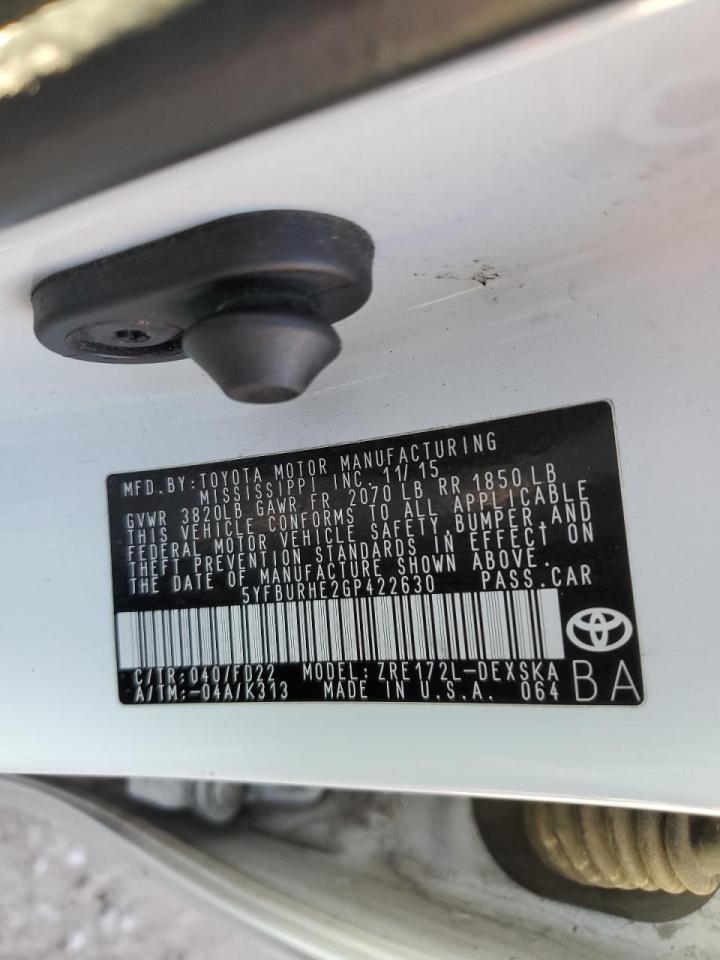 MFD.BY:TOYOTA MOTOR MANUFACTURING
MISSISSIPPI INC. 11/15
GVWR 3820LB GAWR FR 2070 LB RR 1850 LB
THIS VEHICLE CONFORMS TO ALL APPLICABLE
FEDERAL MOTOR VEHICLE SAFETY, BUMPER,AND
THEFT PREVENTION STANDARDS IN EFFECT ON
THE DATE OF MANUFACTURE SHOWN ABOVE.
5YFBURHE2GP422630 PASS.CAR
C/TR:0407FD22 MODEL:ZRE172L-DEXSKA
A/TM:-04A/K313 MADE IN U.S.A. 064
BA